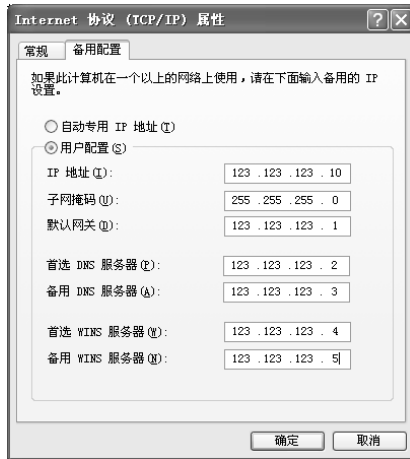 Internet 协议 (TCP/IP) 属性
常规 备用配置
如果此计算机在一个以上的网络上使用，请在下面输入备用的 IP
设置。
自动专用 IP 地址(T)
用户配置(S)
IP 地址(I): 123 .123 .123 . 10
子网掩码(U): 255 .255 .255 . 0
默认网关(D): 123 .123 .123 . 1
首选 DNS 服务器(P): 123 .123 .123 . 2
备用 DNS 服务器(A): 123 .123 .123 . 3
首选 WINS 服务器(W): 123 .123 .123 . 4
备用 WINS 服务器(N): 123 .123 .123 . 5
确定 取消